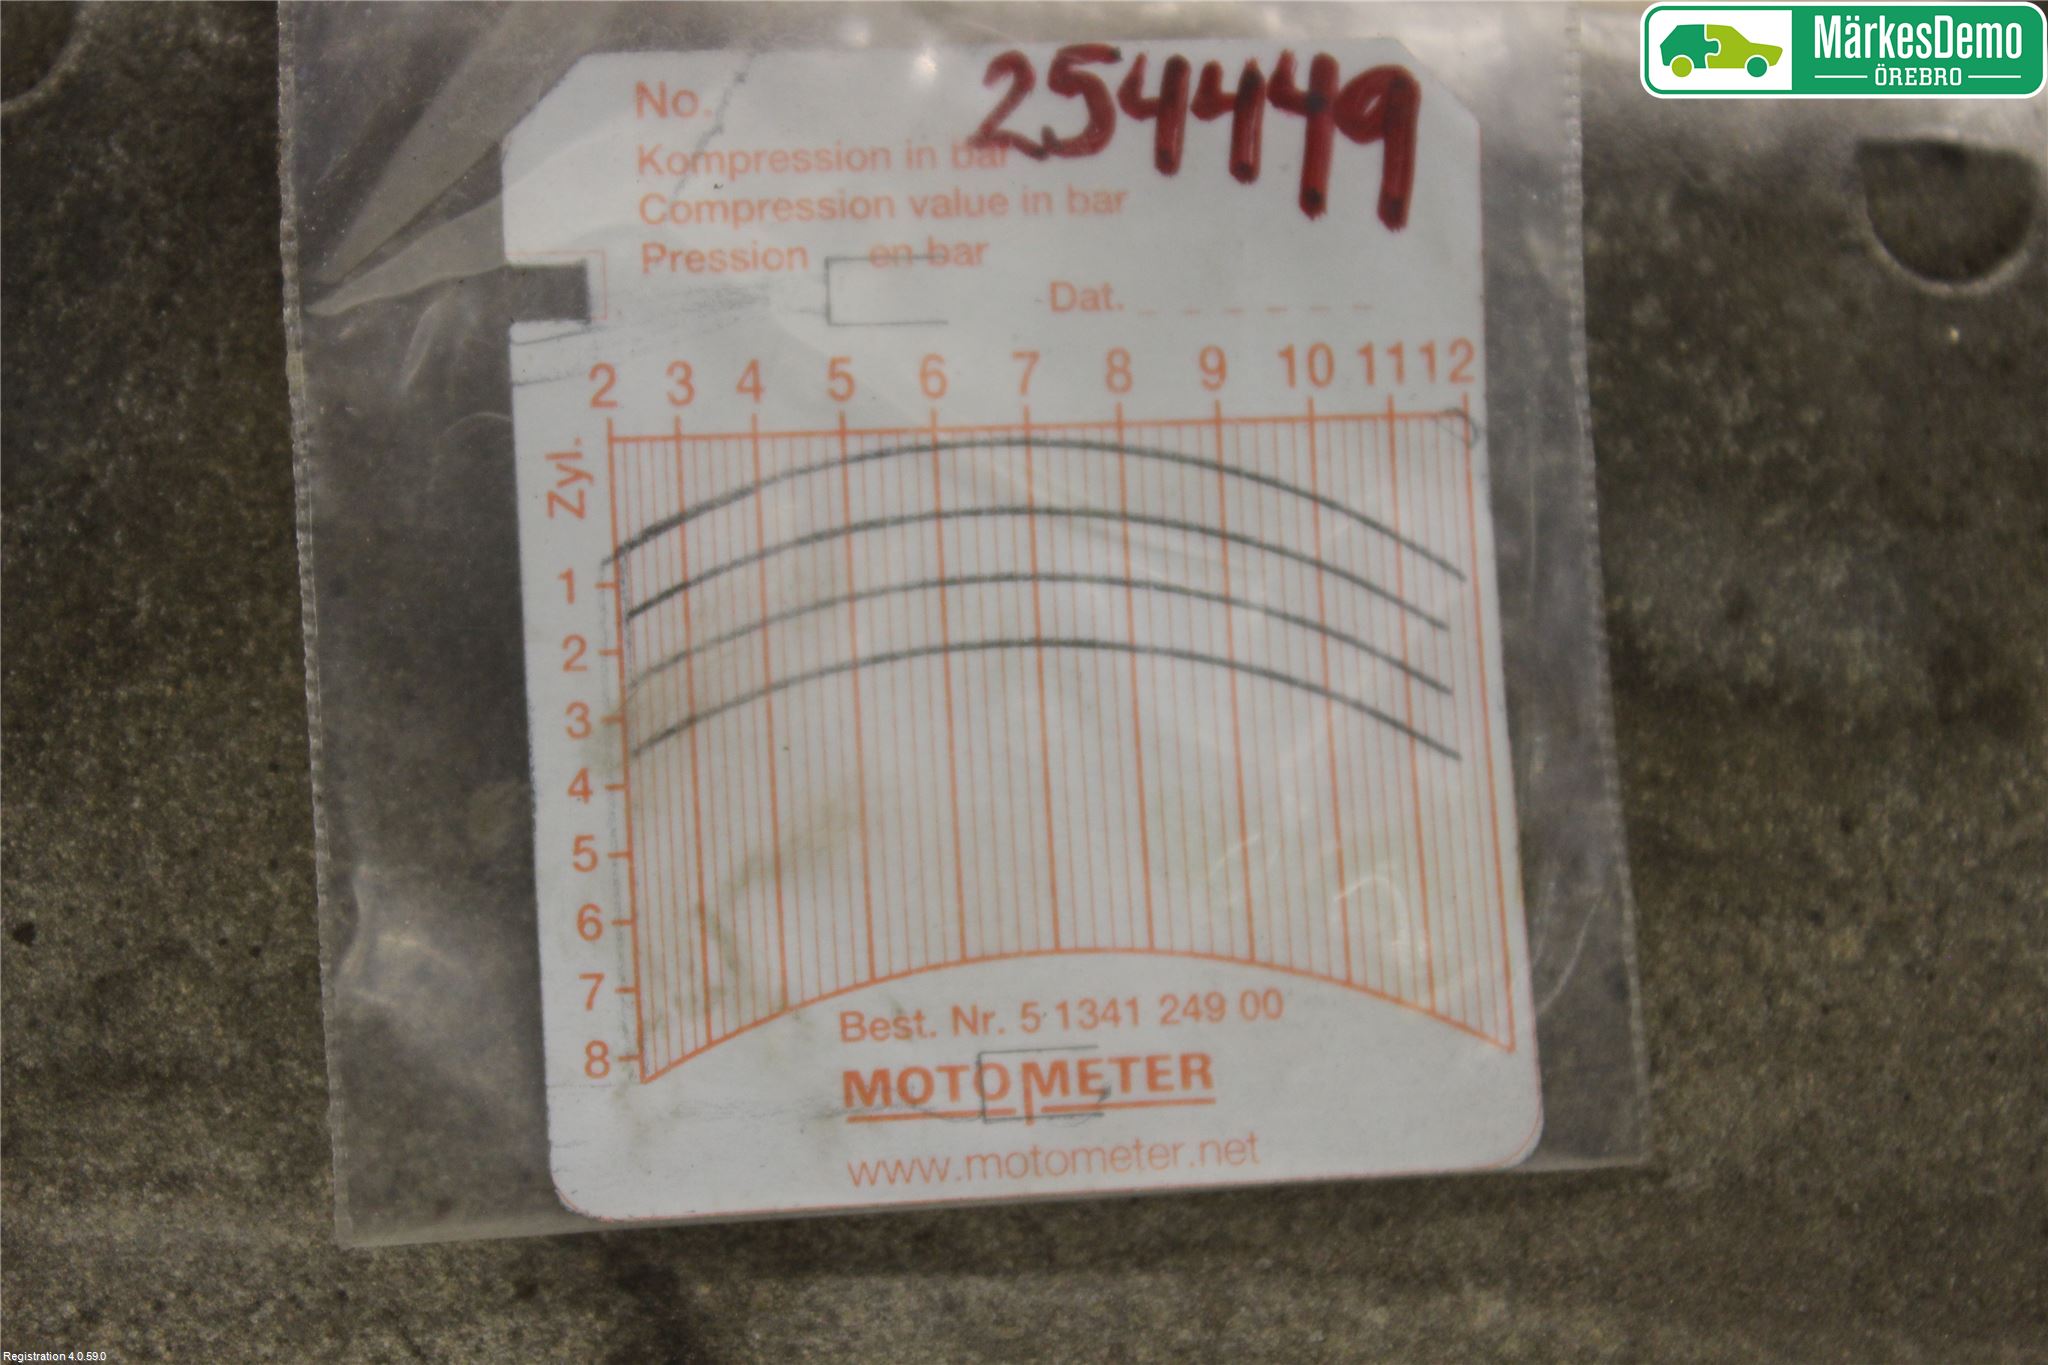 MärkesDemo
ÖREBRO
No. 254449
Kompression in bar
Compression value in bar
Pression en bar
Dat. _ _ _ _ _ _
2 3 4 5 6 7 8 9 10 11 12
Zyl.
1
2
3
4
5
6
7
8
Best. Nr. 5 1341 249 00
MOTOMETER
www.motometer.net
Registration 4.0.59.0